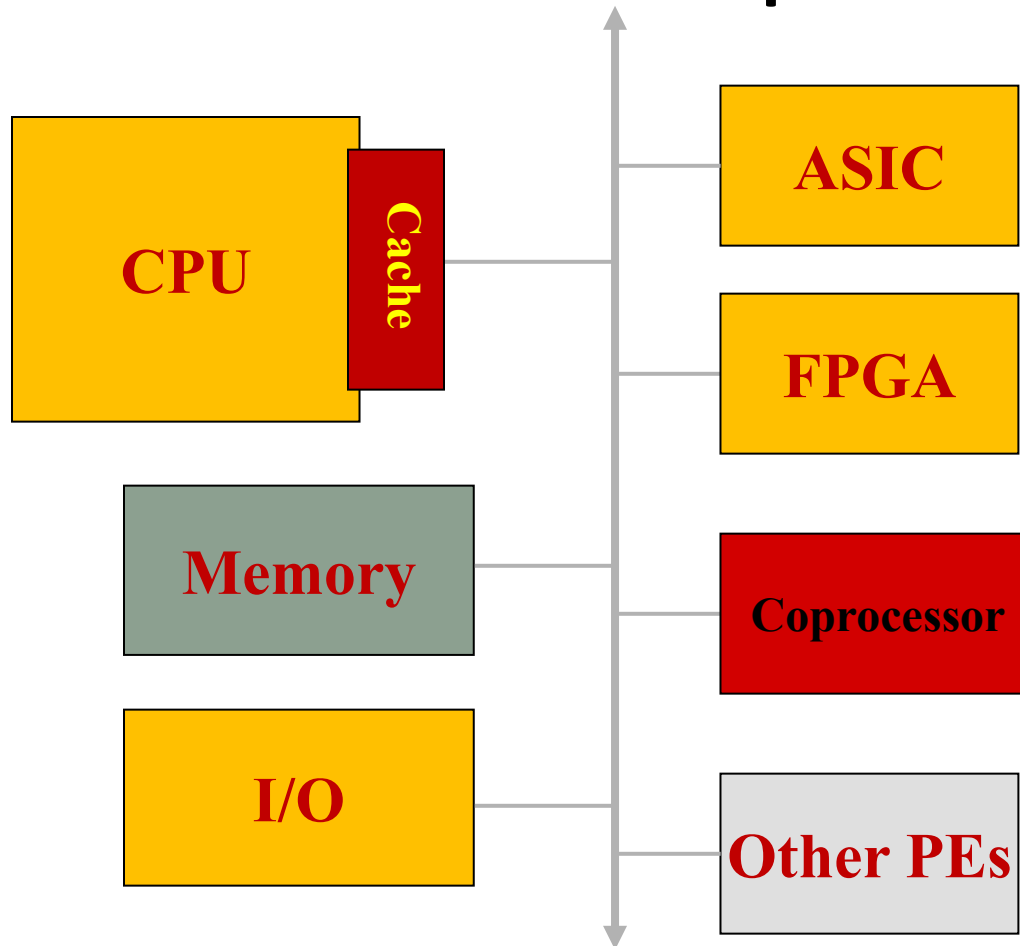 CPU
Cache
Memory
I/O
ASIC
FPGA
Coprocessor
Other PEs